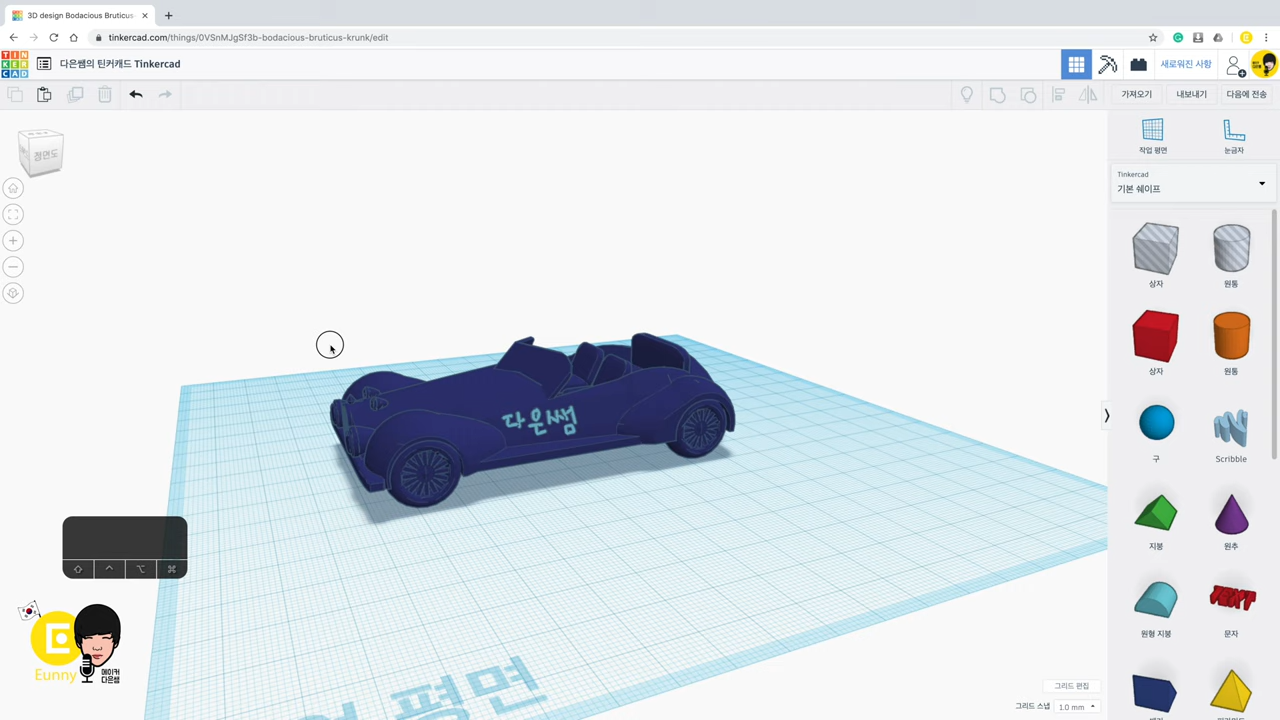 3D design Bodacious Bruticus
tinkercad.com/things/0VSnMJgSf3b-bodacious-bruticus-krunk/edit
TIN
KER
CAD
다은쌤의 틴커캐드 Tinkercad
새로워진 사항
가져오기
내보내기
다음에 전송
정면도
작업 평면
눈금자
Tinkercad
기본 쉐이프
상자
원통
상자
원통
구
Scribble
지붕
원추
원형 지붕
TEXT
문자
다은쌤
Eunny
메이커
다은쌤
그리드 편집
그리드 스냅
1.0 mm